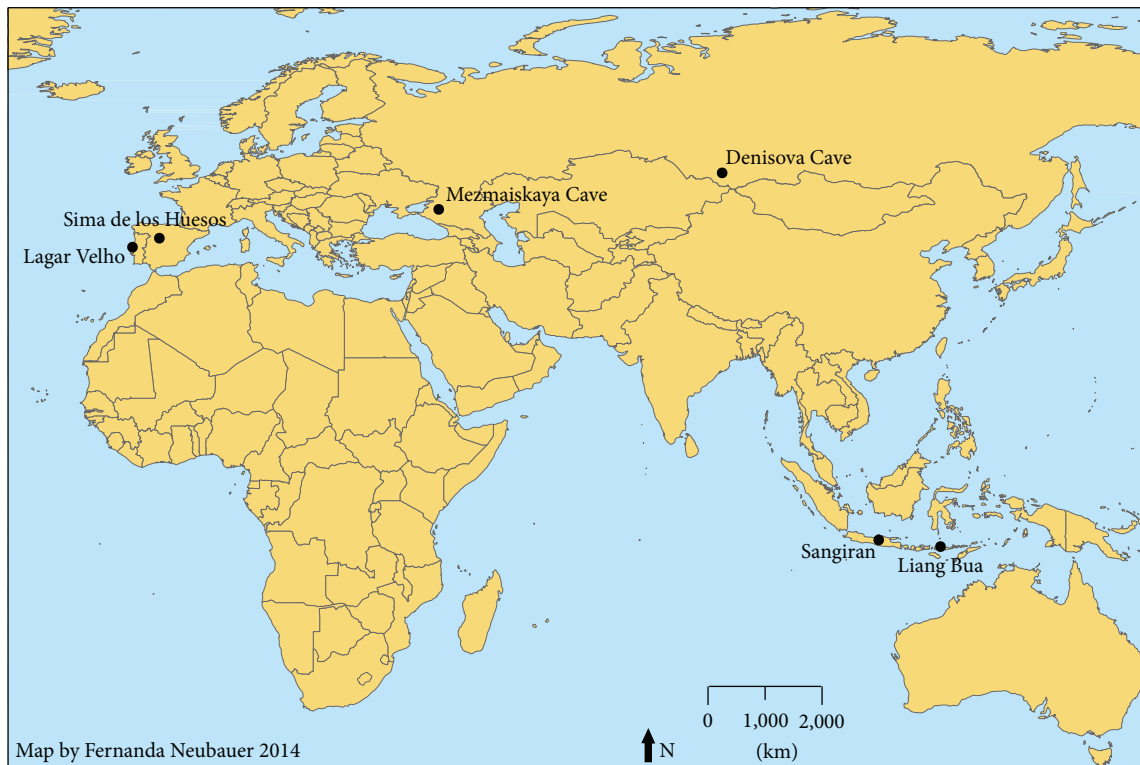 Denisova Cave
Mezmaiskaya Cave
Sima de los Huesos
Lagar Velho
Sangiran
Liang Bua
0 1,000 2,000
(km)
N
Map by Fernanda Neubauer 2014